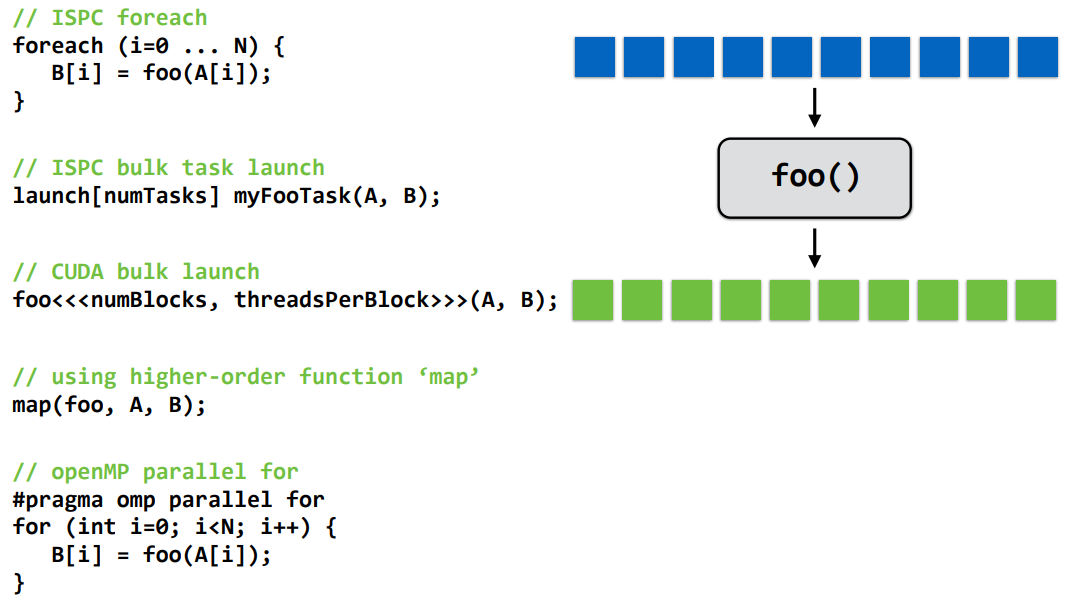 // ISPC foreach
foreach (i=0 ... N) {
   B[i] = foo(A[i]);
}
// ISPC bulk task launch
launch[numTasks] myFooTask(A, B);
// CUDA bulk launch
foo<<<numBlocks, threadsPerBlock>>>(A, B);
// using higher-order function ‘map’
map(foo, A, B);
// openMP parallel for
#pragma omp parallel for
for (int i=0; i<N; i++) {
   B[i] = foo(A[i]);
}
foo()